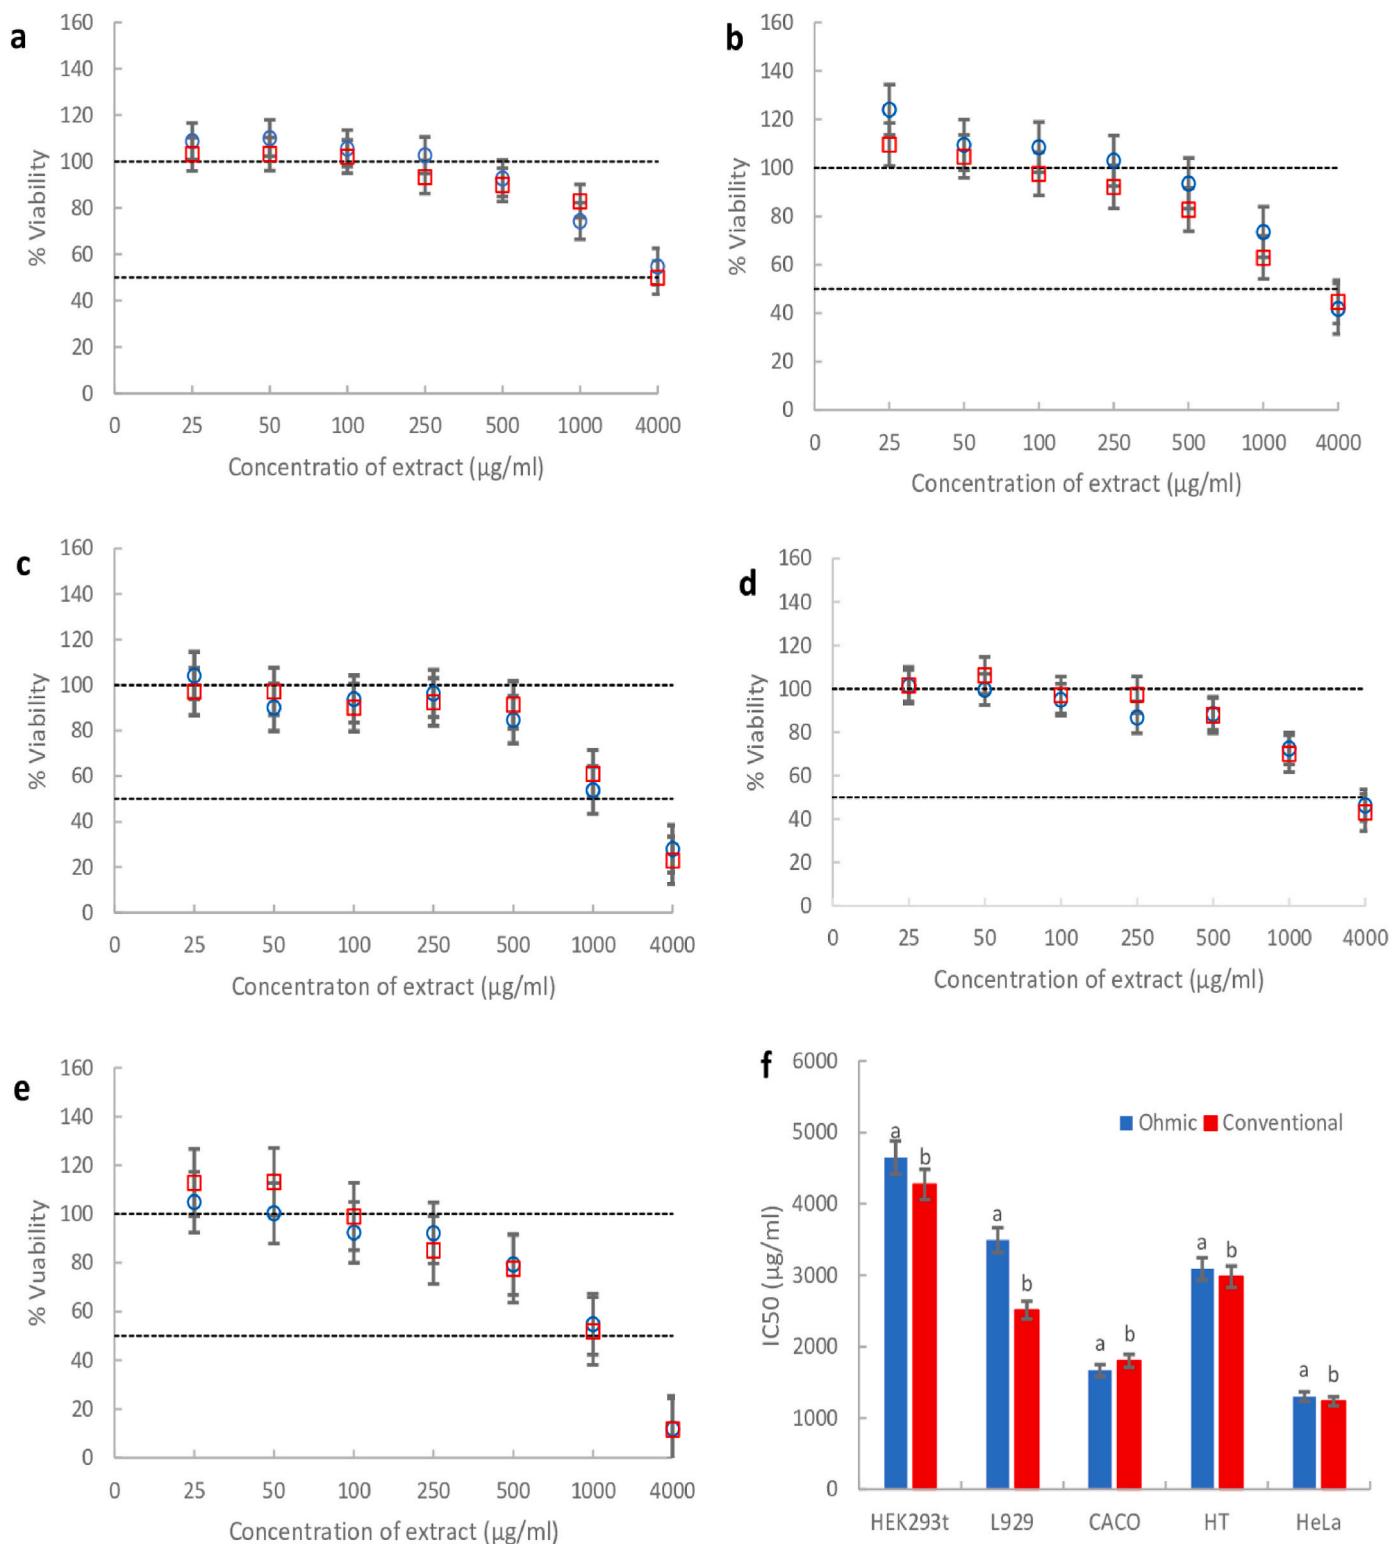 a
160
140
120
100
80
60
40
20
0
% Viability
0 25 50 100 250 500 1000 4000
Concentratio of extract (µg/ml)
b
160
140
120
100
80
60
40
20
0
% Viability
0 25 50 100 250 500 1000 4000
Concentration of extract (µg/ml)
c
160
140
120
100
80
60
40
20
0
% Viability
0 25 50 100 250 500 1000 4000
Concentraton of extract (µg/ml)
d
160
140
120
100
80
60
40
20
0
% Viability
0 25 50 100 250 500 1000 4000
Concentration of extract (µg/ml)
e
160
140
120
100
80
60
40
20
0
% Vuability
0 25 50 100 250 500 1000 4000
Concentration of extract (µg/ml)
f
6000
5000
4000
3000
2000
1000
0
IC50 (µg/ml)
Ohmic Conventional
a b
a b
a b
a b
a b
HEK293t L929 CACO HT HeLa